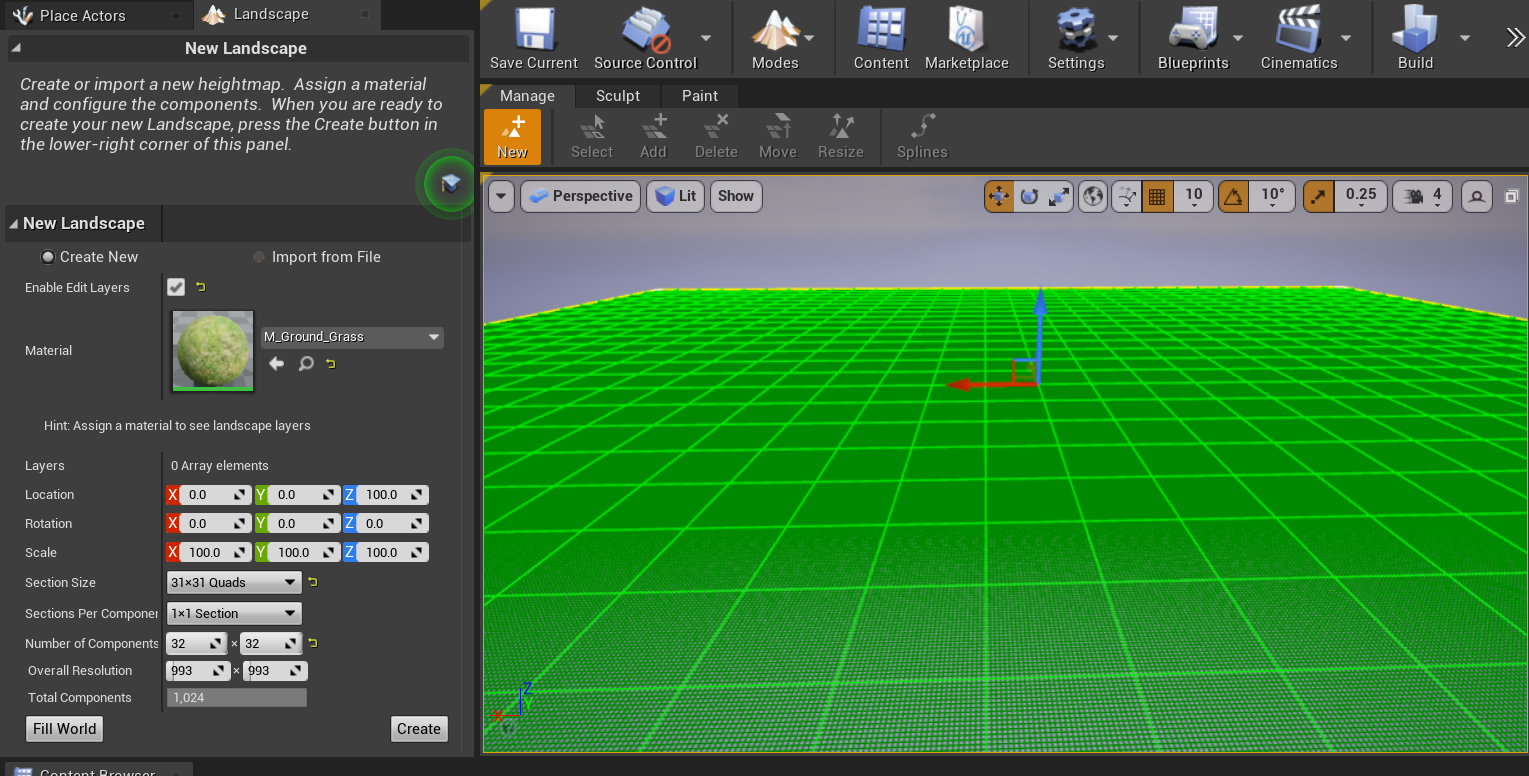 Place Actors
Landscape
New Landscape
Create or import a new heightmap.  Assign a material
and configure the components.  When you are ready to
create your new Landscape, press the Create button in
the lower-right corner of this panel.
New Landscape
Create New
Import from File
Enable Edit Layers
Material
M_Ground_Grass
Hint: Assign a material to see landscape layers
Layers
0 Array elements
Location
X 0.0 Y 0.0 Z 100.0
Rotation
X 0.0 Y 0.0 Z 0.0
Scale
X 100.0 Y 100.0 Z 100.0
Section Size
31×31 Quads
Sections Per Componer
1×1 Section
Number of Components
32 × 32
Overall Resolution
993 × 993
Total Components
1,024
Fill World
Create
Content Browser
Save Current
Source Control
Modes
Content
Marketplace
Settings
Blueprints
Cinematics
Build
Manage
Sculpt
Paint
New
Select
Add
Delete
Move
Resize
Splines
Perspective
Lit
Show
10
10°
0.25
4
Z
Y
X